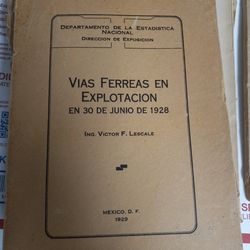 DEPARTAMENTO DE LA ESTADISTICA
NACIONAL
DIRECCION DE EXPOSICION
VIAS FERREAS EN
EXPLOTACION
EN 30 DE JUNIO DE 1928
ING. VICTOR F. LESCALE
MEXICO, D. F.
1929